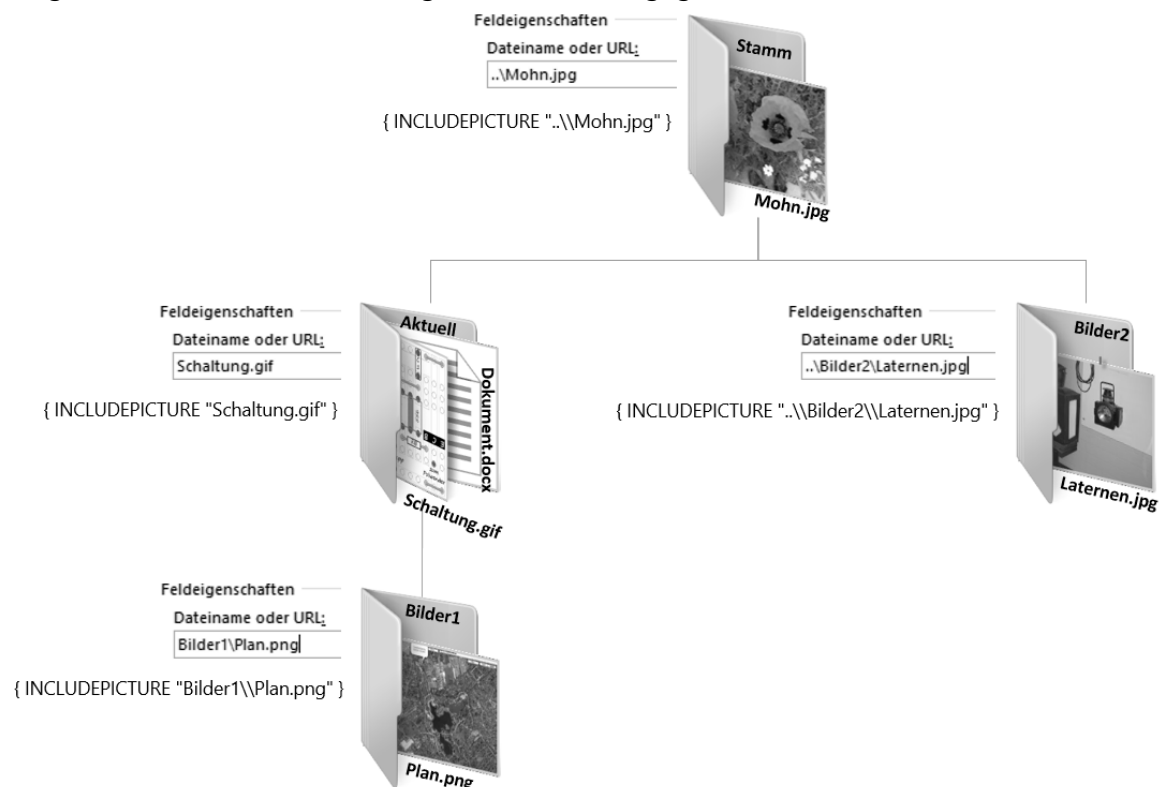 Feldeigenschaften
Dateiname oder URL:
..\Mohn.jpg
{ INCLUDEPICTURE "..\\Mohn.jpg" }
Stamm
Mohn.jpg
Feldeigenschaften
Dateiname oder URL:
Schaltung.gif
{ INCLUDEPICTURE "Schaltung.gif" }
Aktuell
Dokument.docx
Schaltung.gif
Feldeigenschaften
Dateiname oder URL:
..\Bilder2\Laternen.jpg
{ INCLUDEPICTURE "..\\Bilder2\\Laternen.jpg" }
Bilder2
Laternen.jpg
Feldeigenschaften
Dateiname oder URL:
Bilder1\Plan.png
{ INCLUDEPICTURE "Bilder1\\Plan.png" }
Bilder1
Plan.png